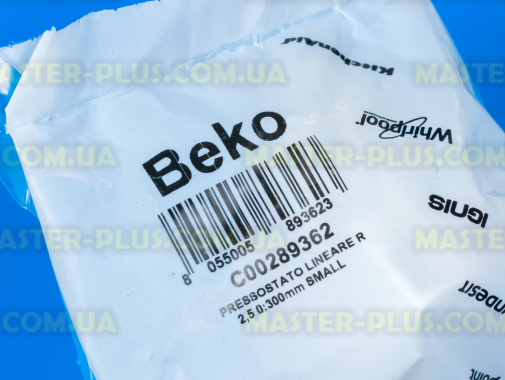 MASTER-PLUS.COM.UA
KitchenAid
Beko
Whirlpool
8 055005 893623
C00289362
PRESSOSTATO LINEARE R
2,5 0:300mm SMALL
IGNIS